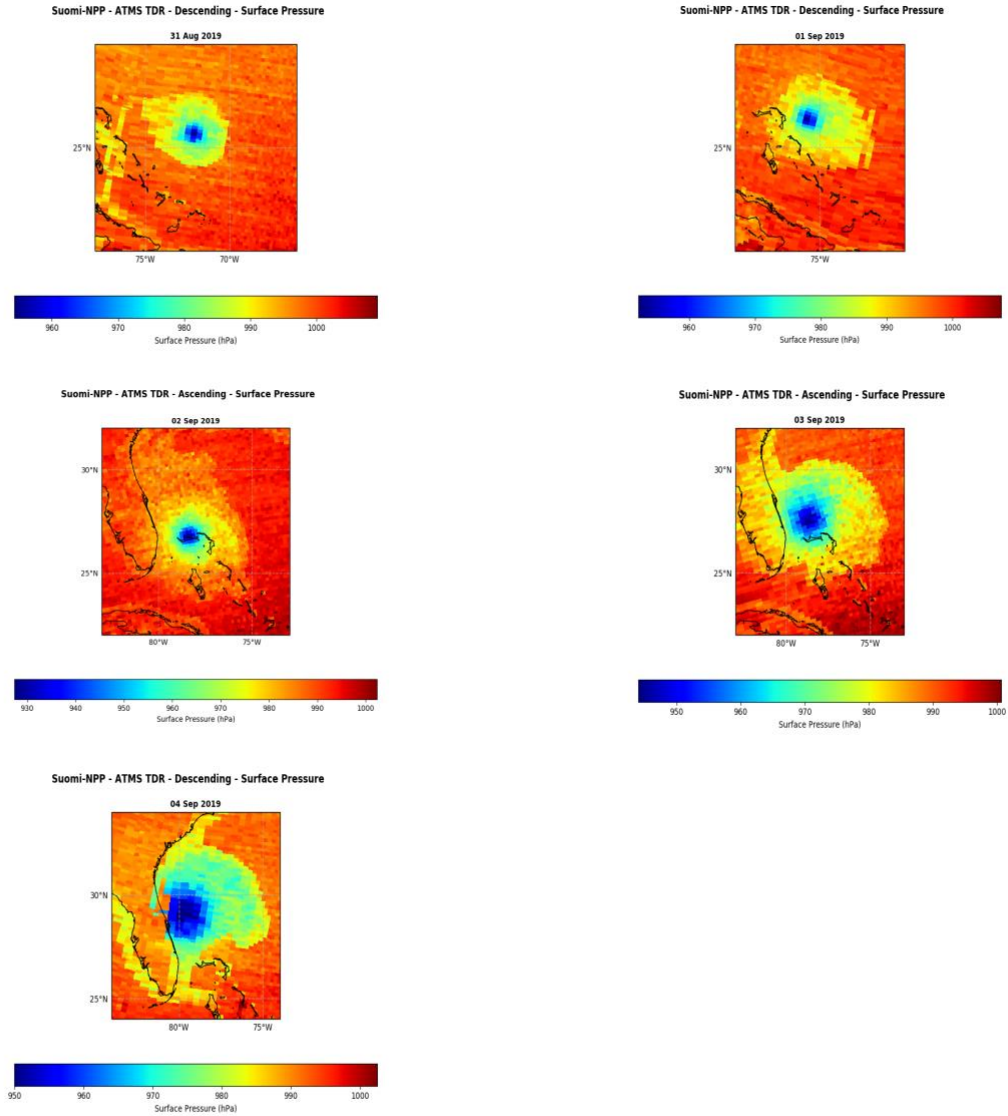 Suomi-NPP - ATMS TDR - Descending - Surface Pressure
31 Aug 2019
25°N
75°W 70°W
960 970 980 990 1000
Surface Pressure (hPa)
Suomi-NPP - ATMS TDR - Descending - Surface Pressure
01 Sep 2019
25°N
75°W
960 970 980 990 1000
Surface Pressure (hPa)
Suomi-NPP - ATMS TDR - Ascending - Surface Pressure
02 Sep 2019
30°N
25°N
80°W 75°W
930 940 950 960 970 980 990 1000
Surface Pressure (hPa)
Suomi-NPP - ATMS TDR - Ascending - Surface Pressure
03 Sep 2019
30°N
25°N
80°W 75°W
950 960 970 980 990 1000
Surface Pressure (hPa)
Suomi-NPP - ATMS TDR - Descending - Surface Pressure
04 Sep 2019
30°N
25°N
80°W 75°W
950 960 970 980 990 1000
Surface Pressure (hPa)